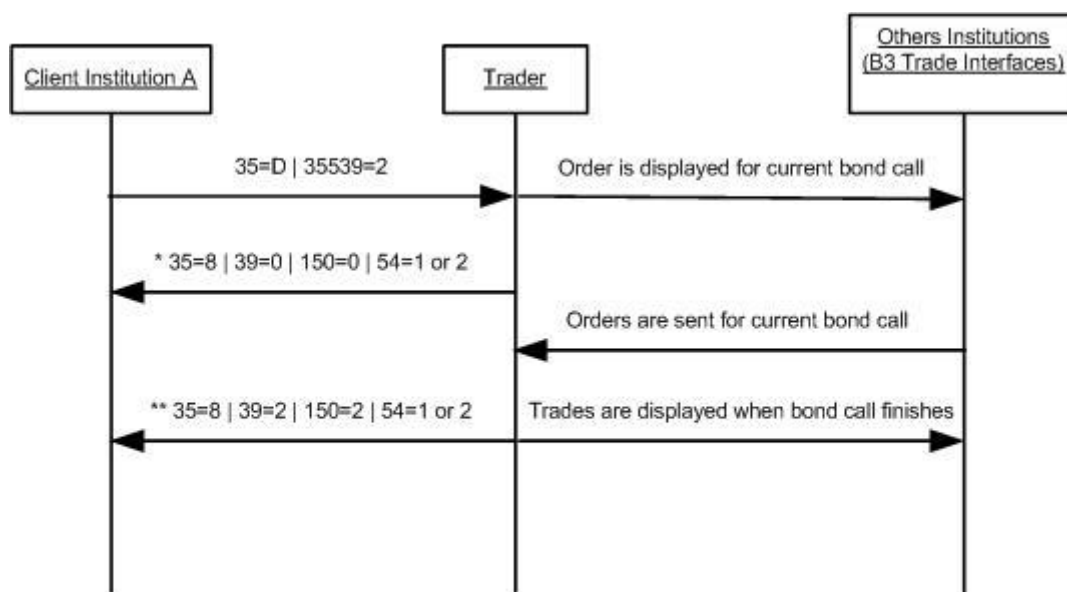 Client Institution A
Trader
Others Institutions
(B3 Trade Interfaces)
35=D | 35539=2
Order is displayed for current bond call
* 35=8 | 39=0 | 150=0 | 54=1 or 2
Orders are sent for current bond call
** 35=8 | 39=2 | 150=2 | 54=1 or 2
Trades are displayed when bond call finishes